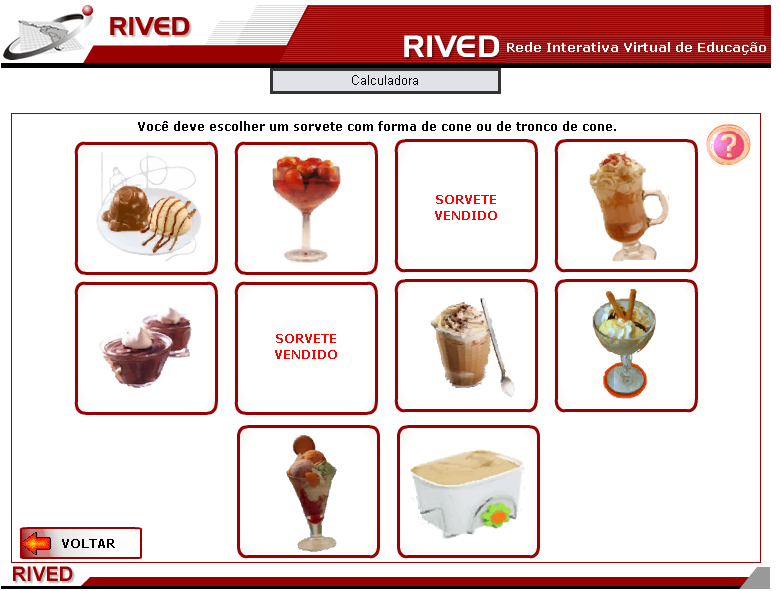 RIVED
RIVED Rede Interativa Virtual de Educação
Calculadora
Você deve escolher um sorvete com forma de cone ou de tronco de cone.
?
SORVETE
VENDIDO
SORVETE
VENDIDO
VOLTAR
RIVED